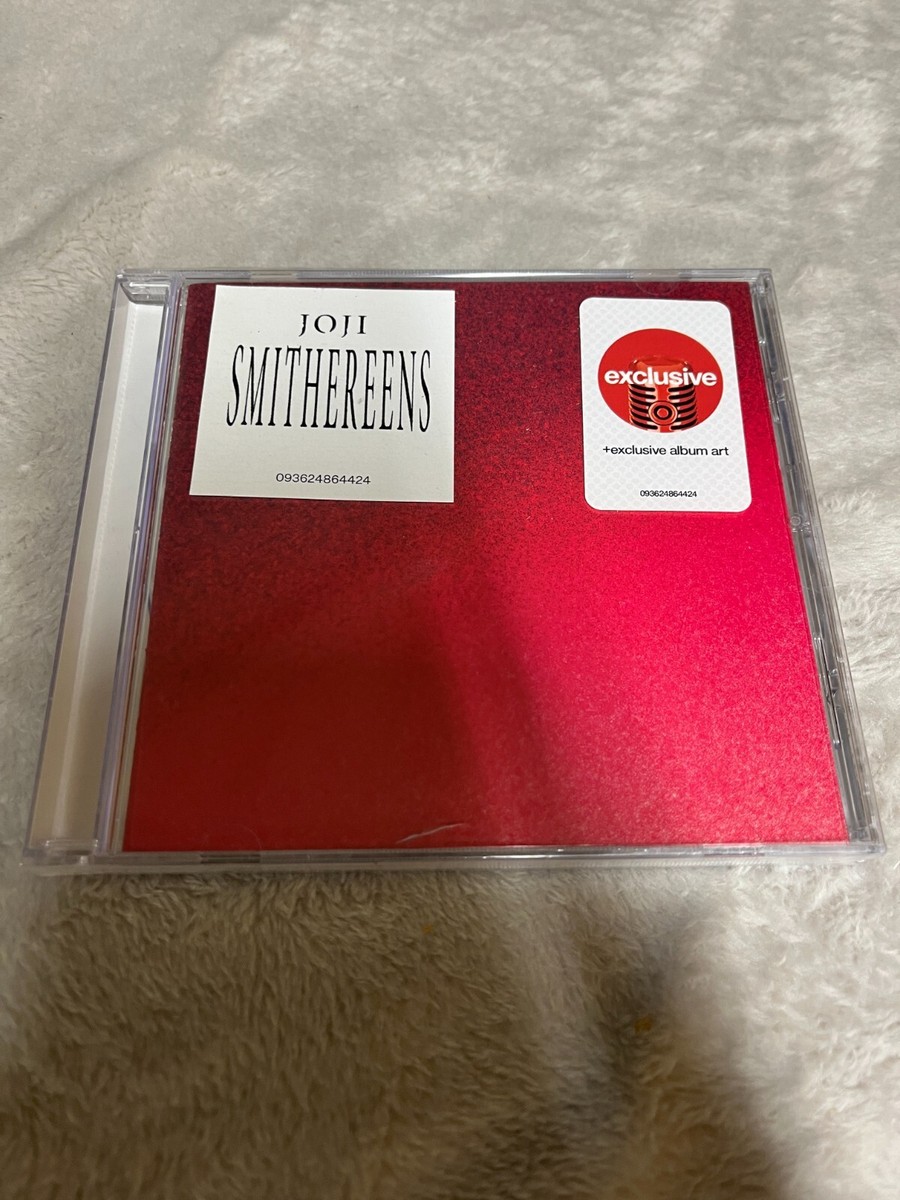 JOJI
SMITHEREENS
093624864424
exclusive
+exclusive album art
093624864424